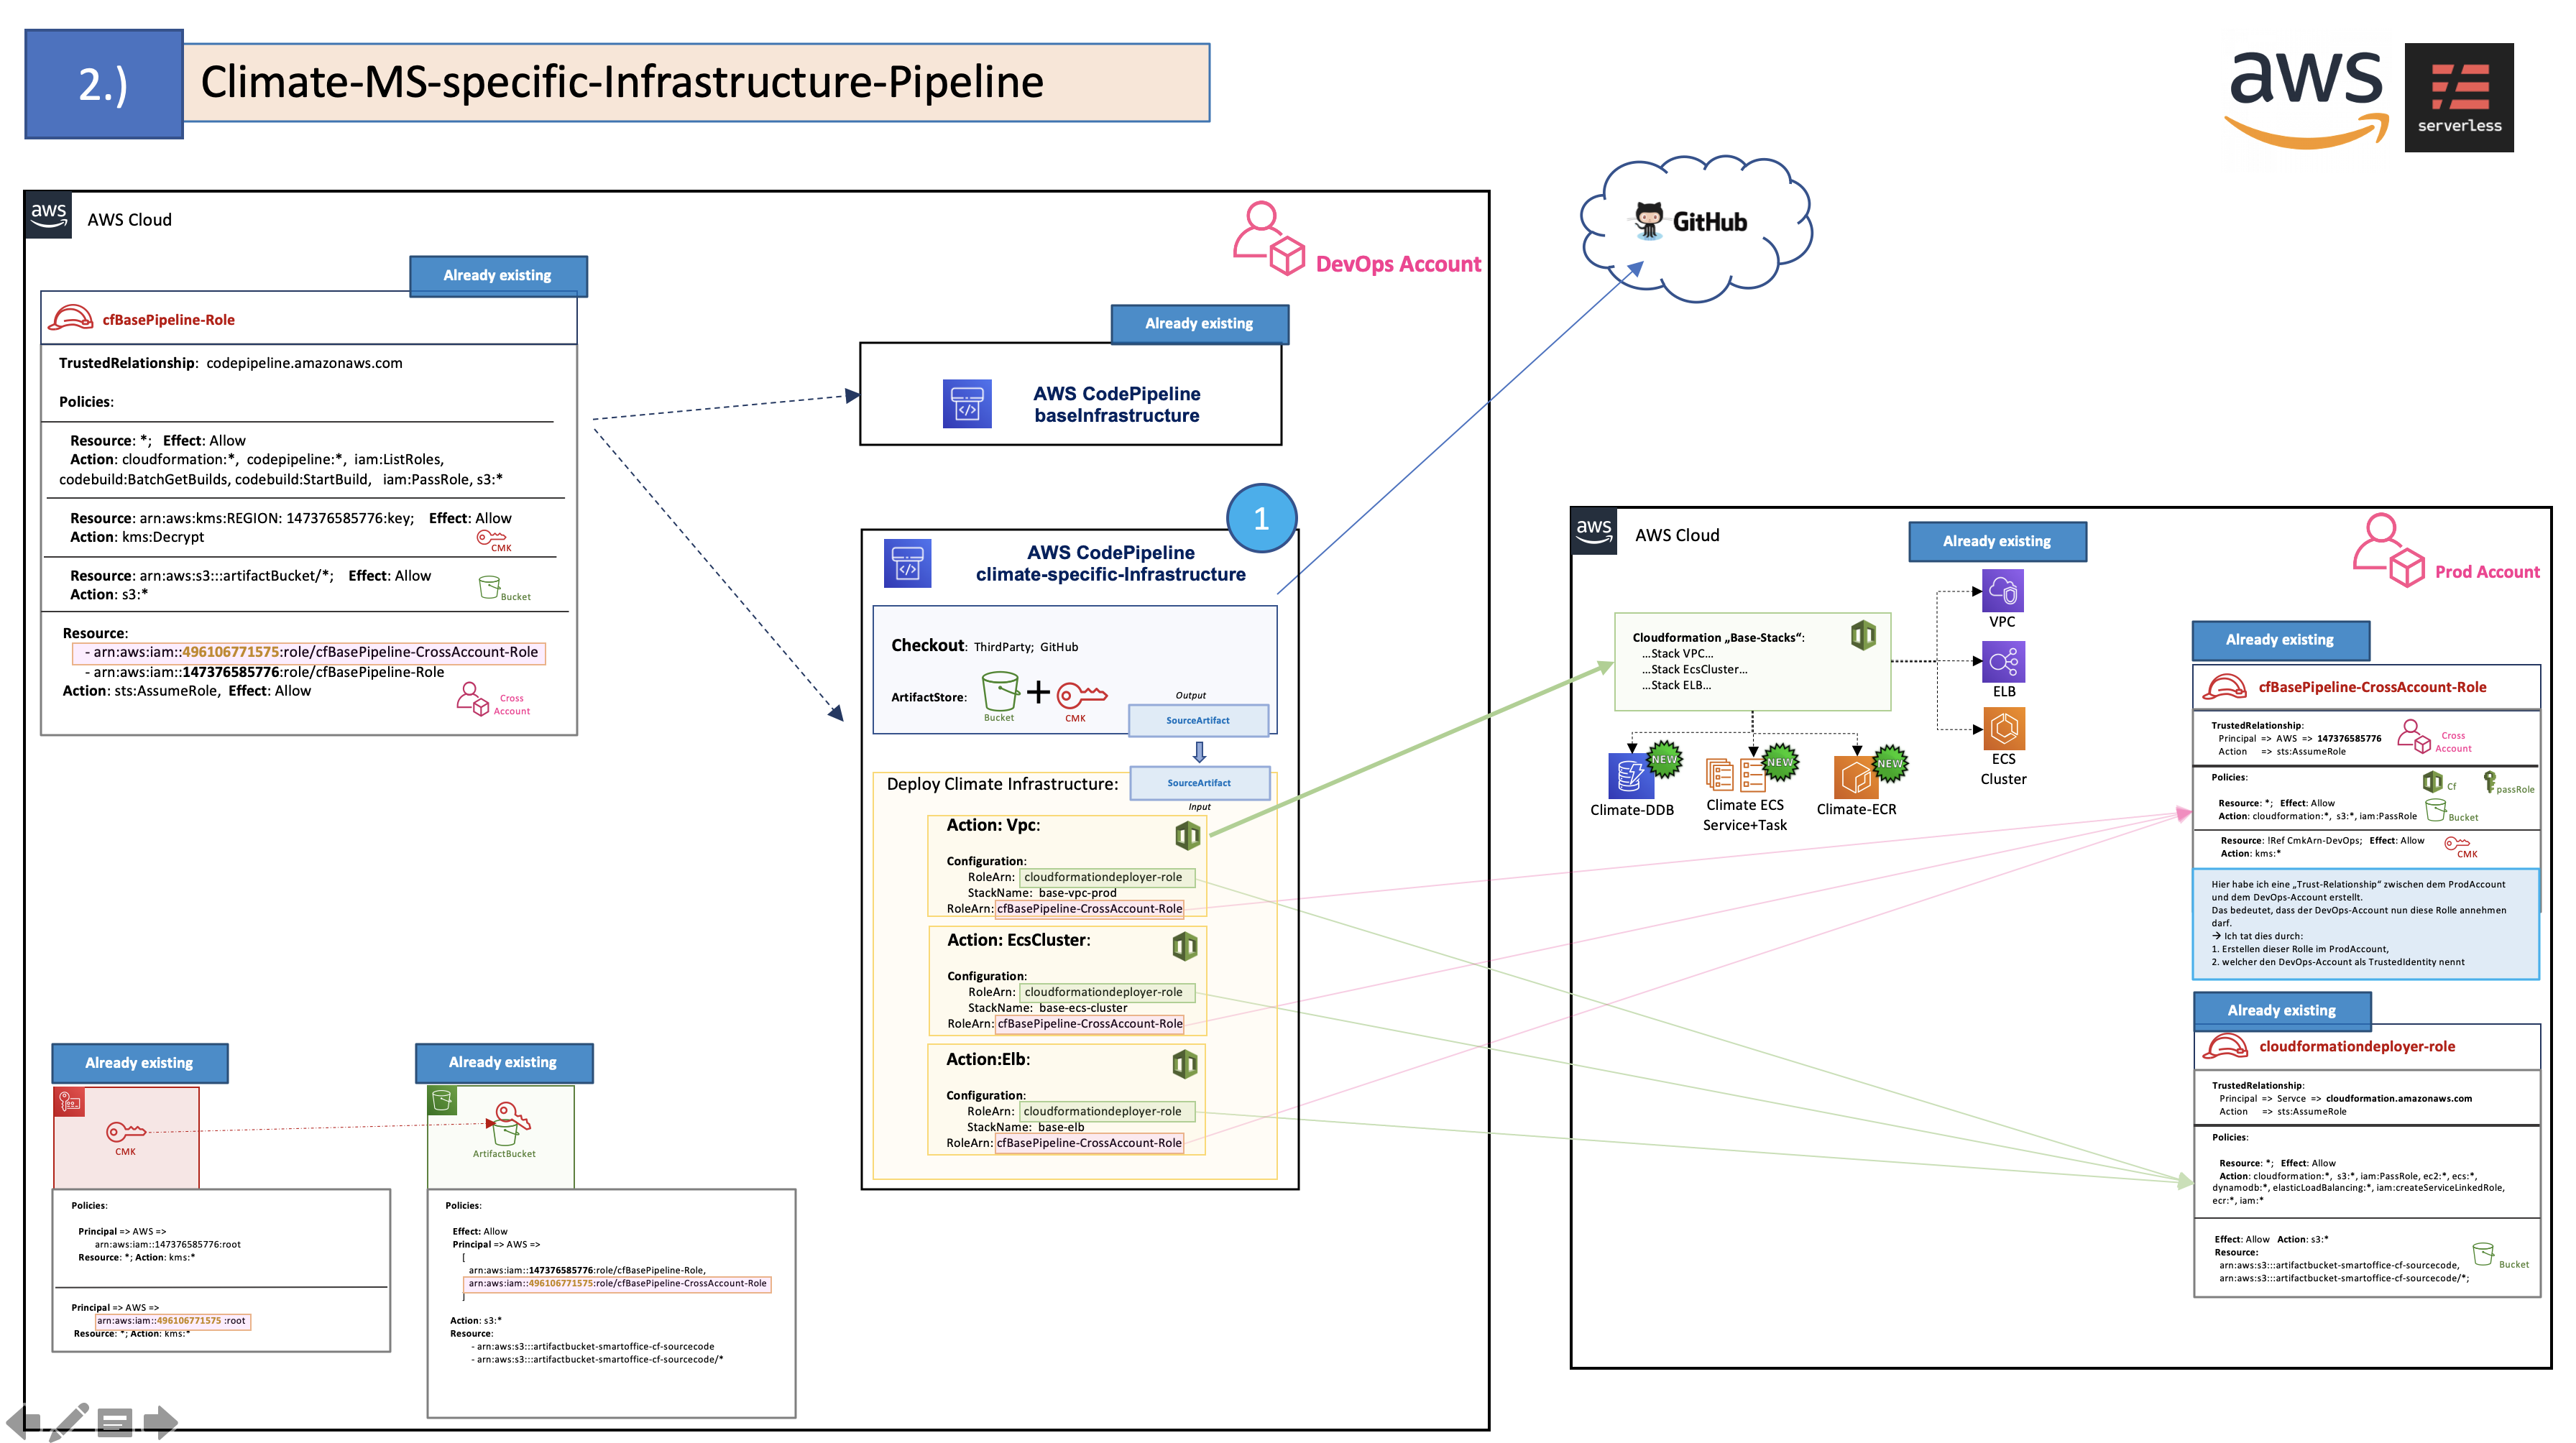 2.)
Climate-MS-specific-Infrastructure-Pipeline
aws
serverless
aws
AWS Cloud
DevOps Account
Already existing
cfBasePipeline-Role
TrustedRelationship: codepipeline.amazonaws.com
Policies:
Resource: *; Effect: Allow
Action: cloudformation:*, codepipeline:*, iam:ListRoles,
codebuild:BatchGetBuilds, codebuild:StartBuild, iam:PassRole, s3:*
Resource: arn:aws:kms:REGION: 147376585776:key; Effect: Allow
Action: kms:Decrypt
CMK
Resource: arn:aws:s3:::artifactBucket/*; Effect: Allow
Action: s3:*
Bucket
Resource:
- arn:aws:iam::496106771575:role/cfBasePipeline-CrossAccount-Role
- arn:aws:iam::147376585776:role/cfBasePipeline-Role
Action: sts:AssumeRole, Effect: Allow
Cross
Account
Already existing
AWS CodePipeline
baseInfrastructure
1
AWS CodePipeline
climate-specific-Infrastructure
Checkout: ThirdParty; GitHub
ArtifactStore:
Bucket
+
CMK
Output
SourceArtifact
Deploy Climate Infrastructure:
SourceArtifact
Input
Action: Vpc:
Configuration:
RoleArn: cloudformationdeployer-role
StackName: base-vpc-prod
RoleArn: cfBasePipeline-CrossAccount-Role
Action: EcsCluster:
Configuration:
RoleArn: cloudformationdeployer-role
StackName: base-ecs-cluster
RoleArn: cfBasePipeline-CrossAccount-Role
Action:Elb:
Configuration:
RoleArn: cloudformationdeployer-role
StackName: base-elb
RoleArn: cfBasePipeline-CrossAccount-Role
Already existing
CMK
Policies:
Principal => AWS =>
arn:aws:iam::147376585776:root
Resource: *; Action: kms:*
Principal => AWS =>
arn:aws:iam::496106771575 :root
Resource: *; Action: kms:*
Already existing
ArtifactBucket
Policies:
Effect: Allow
Principal => AWS =>
[
arn:aws:iam::147376585776:role/cfBasePipeline-Role,
arn:aws:iam::496106771575:role/cfBasePipeline-CrossAccount-Role
]
Action: s3:*
Resource:
- arn:aws:s3:::artifactbucket-smartoffice-cf-sourcecode
- arn:aws:s3:::artifactbucket-smartoffice-cf-sourcecode/*
GitHub
aws
AWS Cloud
Already existing
Prod Account
Cloudformation „Base-Stacks“:
...Stack VPC...
...Stack EcsCluster...
...Stack ELB...
VPC
ELB
ECS
Cluster
NEW
Climate-DDB
NEW
Climate ECS
Service+Task
NEW
Climate-ECR
Already existing
cfBasePipeline-CrossAccount-Role
TrustedRelationship:
Principal => AWS => 147376585776
Action => sts:AssumeRole
Cross
Account
Policies:
Cf
passRole
Resource: *; Effect: Allow
Action: cloudformation:*, s3:*, iam:PassRole
Bucket
Resource: !Ref CmkArn-DevOps; Effect: Allow
Action: kms:*
CMK
Hier habe ich eine „Trust-Relationship“ zwischen dem ProdAccount
und dem DevOps-Account erstellt.
Das bedeutet, dass der DevOps-Account nun diese Rolle annehmen
darf.
→ Ich tat dies durch:
1. Erstellen dieser Rolle im ProdAccount,
2. welcher den DevOps-Account als TrustedIdentity nennt
Already existing
cloudformationdeployer-role
TrustedRelationship:
Principal => Servce => cloudformation.amazonaws.com
Action => sts:AssumeRole
Policies:
Resource: *; Effect: Allow
Action: cloudformation:*, s3:*, iam:PassRole, ec2:*, ecs:*,
dynamodb:*, elasticLoadBalancing:*, iam:createServiceLinkedRole,
ecr:*, iam:*
Effect: Allow Action: s3:*
Resource:
arn:aws:s3:::artifactbucket-smartoffice-cf-sourcecode,
arn:aws:s3:::artifactbucket-smartoffice-cf-sourcecode/*;
Bucket